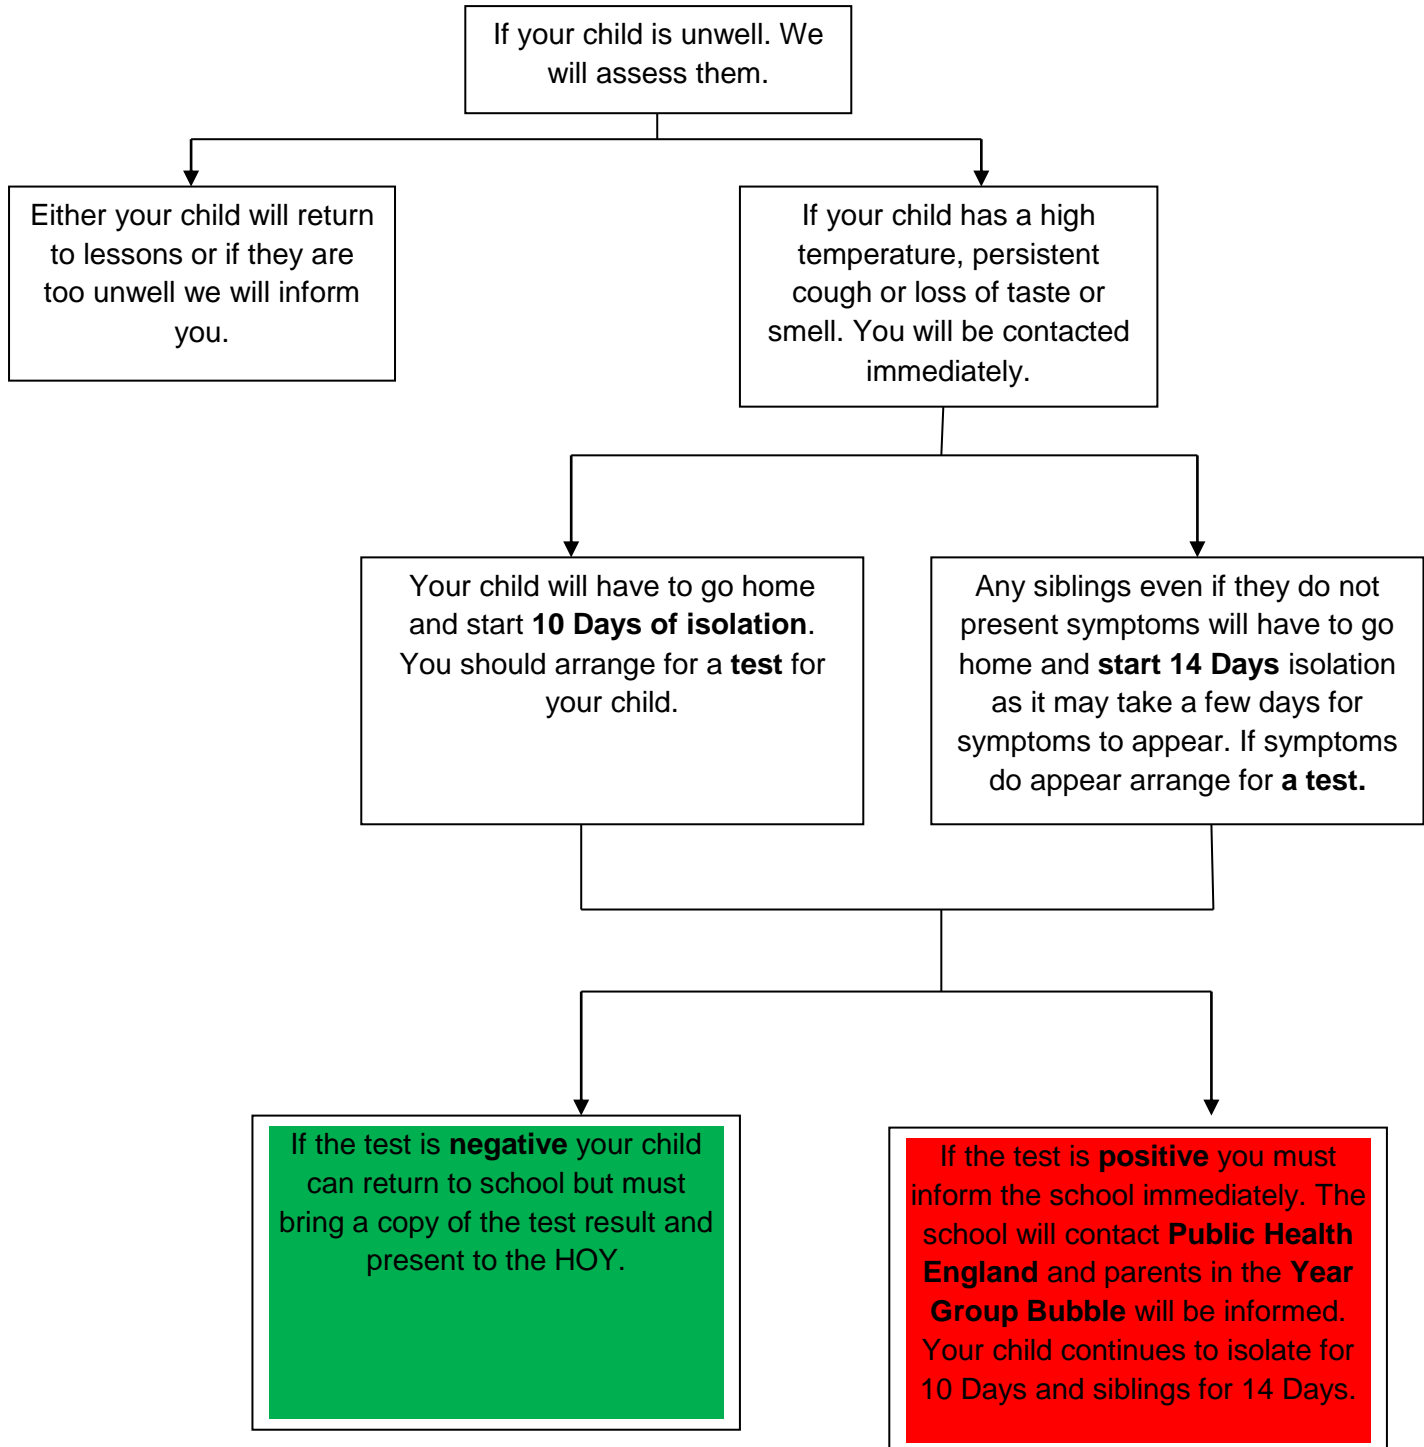 If your child is unwell. We
will assess them.
Either your child will return
to lessons or if they are
too unwell we will inform
you.
If your child has a high
temperature, persistent
cough or loss of taste or
smell. You will be contacted
immediately.
Your child will have to go home
and start 10 Days of isolation.
You should arrange for a test for
your child.
Any siblings even if they do not
present symptoms will have to go
home and start 14 Days isolation
as it may take a few days for
symptoms to appear. If symptoms
do appear arrange for a test.
If the test is negative your child
can return to school but must
bring a copy of the test result and
present to the HOY.
If the test is positive you must
inform the school immediately. The
school will contact Public Health
England and parents in the Year
Group Bubble will be informed.
Your child continues to isolate for
10 Days and siblings for 14 Days.